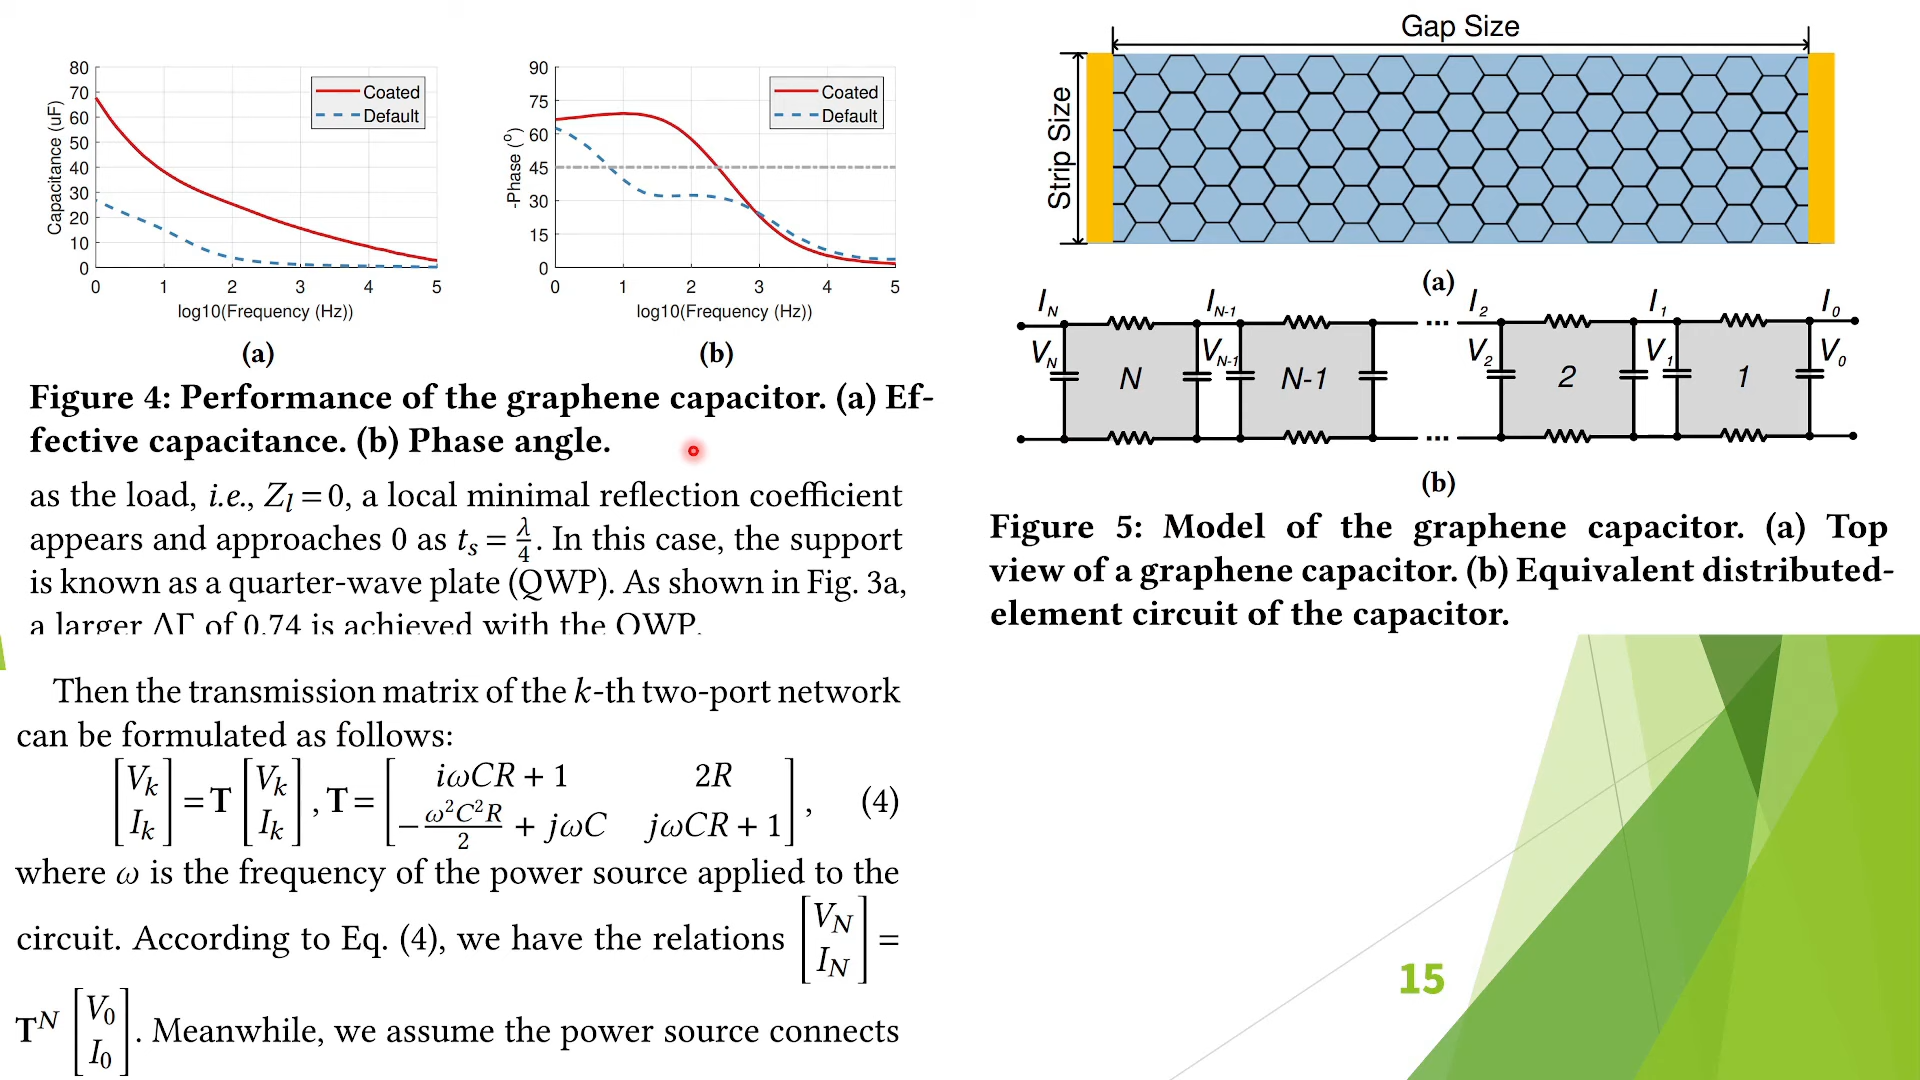 80
70
60
50
40
30
20
10
0
Capacitance (uF)
Coated
Default
0 1 2 3 4 5
log10(Frequency (Hz))
(a)
90
75
60
45
30
15
0
-Phase (°)
Coated
Default
0 1 2 3 4 5
log10(Frequency (Hz))
(b)
Figure 4: Performance of the graphene capacitor. (a) Ef-
fective capacitance. (b) Phase angle.
as the load, i.e., Z_l = 0, a local minimal reflection coefficient
appears and approaches 0 as t_s = λ/4. In this case, the support
is known as a quarter-wave plate (QWP). As shown in Fig. 3a,
a larger ΔΓ of 0.74 is achieved with the QWP.
Then the transmission matrix of the k-th two-port network
can be formulated as follows:
[V_k I_k] = T [V_k I_k], T = [iωCR + 1 2R −ω²C²R/2 + jωC jωCR + 1], (4)
where ω is the frequency of the power source applied to the
circuit. According to Eq. (4), we have the relations [V_N I_N] =
T^N [V_0 I_0]. Meanwhile, we assume the power source connects
Gap Size
Strip Size
(a)
I_N I_N-1 I_2 I_1 I_0
V_N V_N-1 ... V_2 V_1 V_0
N N-1 2 1
...
(b)
Figure 5: Model of the graphene capacitor. (a) Top
view of a graphene capacitor. (b) Equivalent distributed-
element circuit of the capacitor.
15